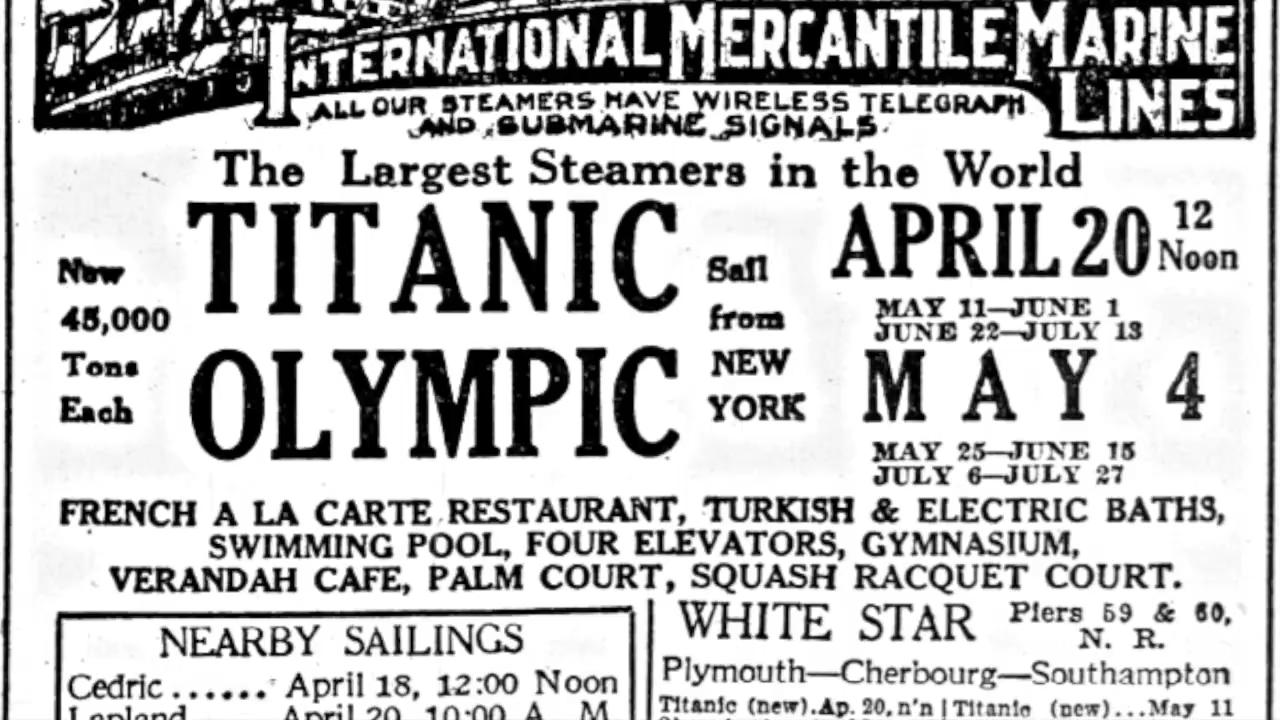 INTERNATIONAL MERCANTILE MARINE
LINES
ALL OUR STEAMERS HAVE WIRELESS TELEGRAPH
AND SUBMARINE SIGNALS
The Largest Steamers in the World
New
45,000
Tons
Each
TITANIC
OLYMPIC
Sail
from
NEW
YORK
APRIL 20 12 Noon
MAY 11—JUNE 1
JUNE 22—JULY 13
MAY 4
MAY 25—JUNE 15
JULY 6—JULY 27
FRENCH A LA CARTE RESTAURANT, TURKISH & ELECTRIC BATHS,
SWIMMING POOL, FOUR ELEVATORS, GYMNASIUM,
VERANDAH CAFE, PALM COURT, SQUASH RACQUET COURT.
NEARBY SAILINGS
Cedric ...... April 18, 12:00 Noon
Lapland April 20, 10:00 A. M.
WHITE STAR Piers 59 & 60,
N. R.
Plymouth—Cherbourg—Southampton
Titanic (new).Ap. 20, n'n | Titanic (new)...May 11